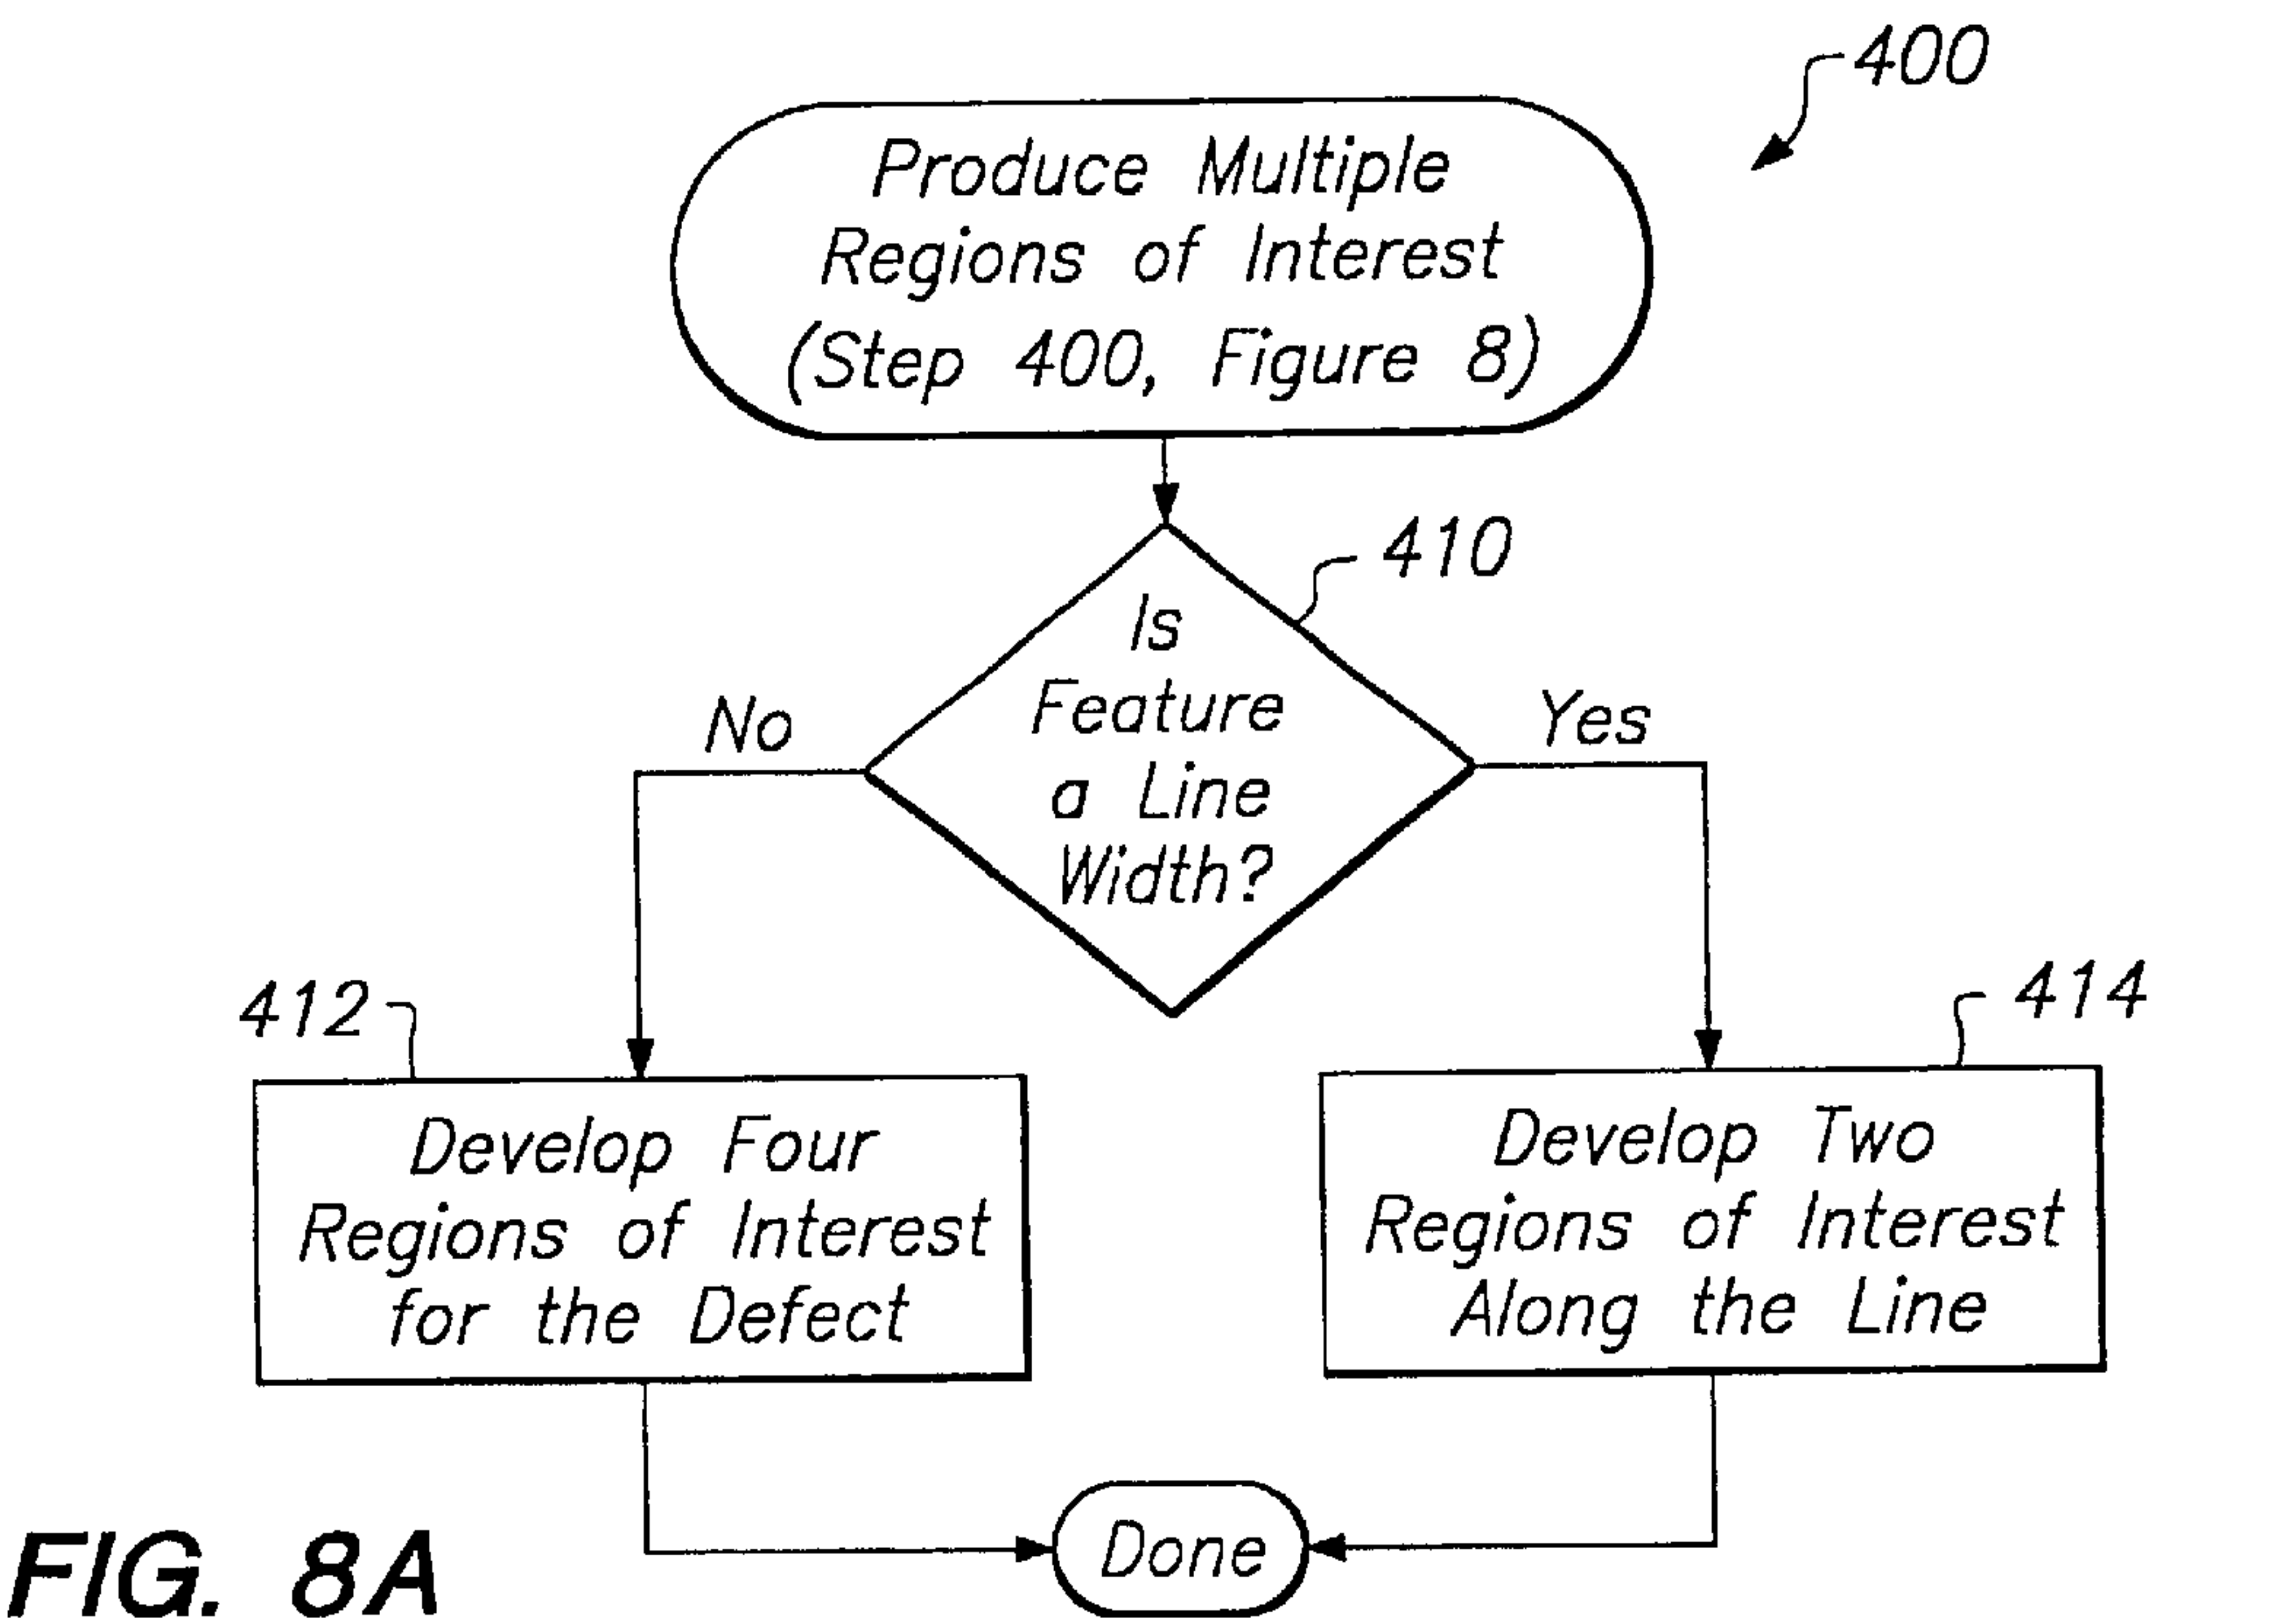 400
Produce Multiple
Regions of Interest
(Step 400, Figure 8)
410
Is
Feature
a Line
Width?
No
Yes
412
414
Develop Four
Regions of Interest
for the Defect
Develop Two
Regions of Interest
Along the Line
Done
FIG. 8A